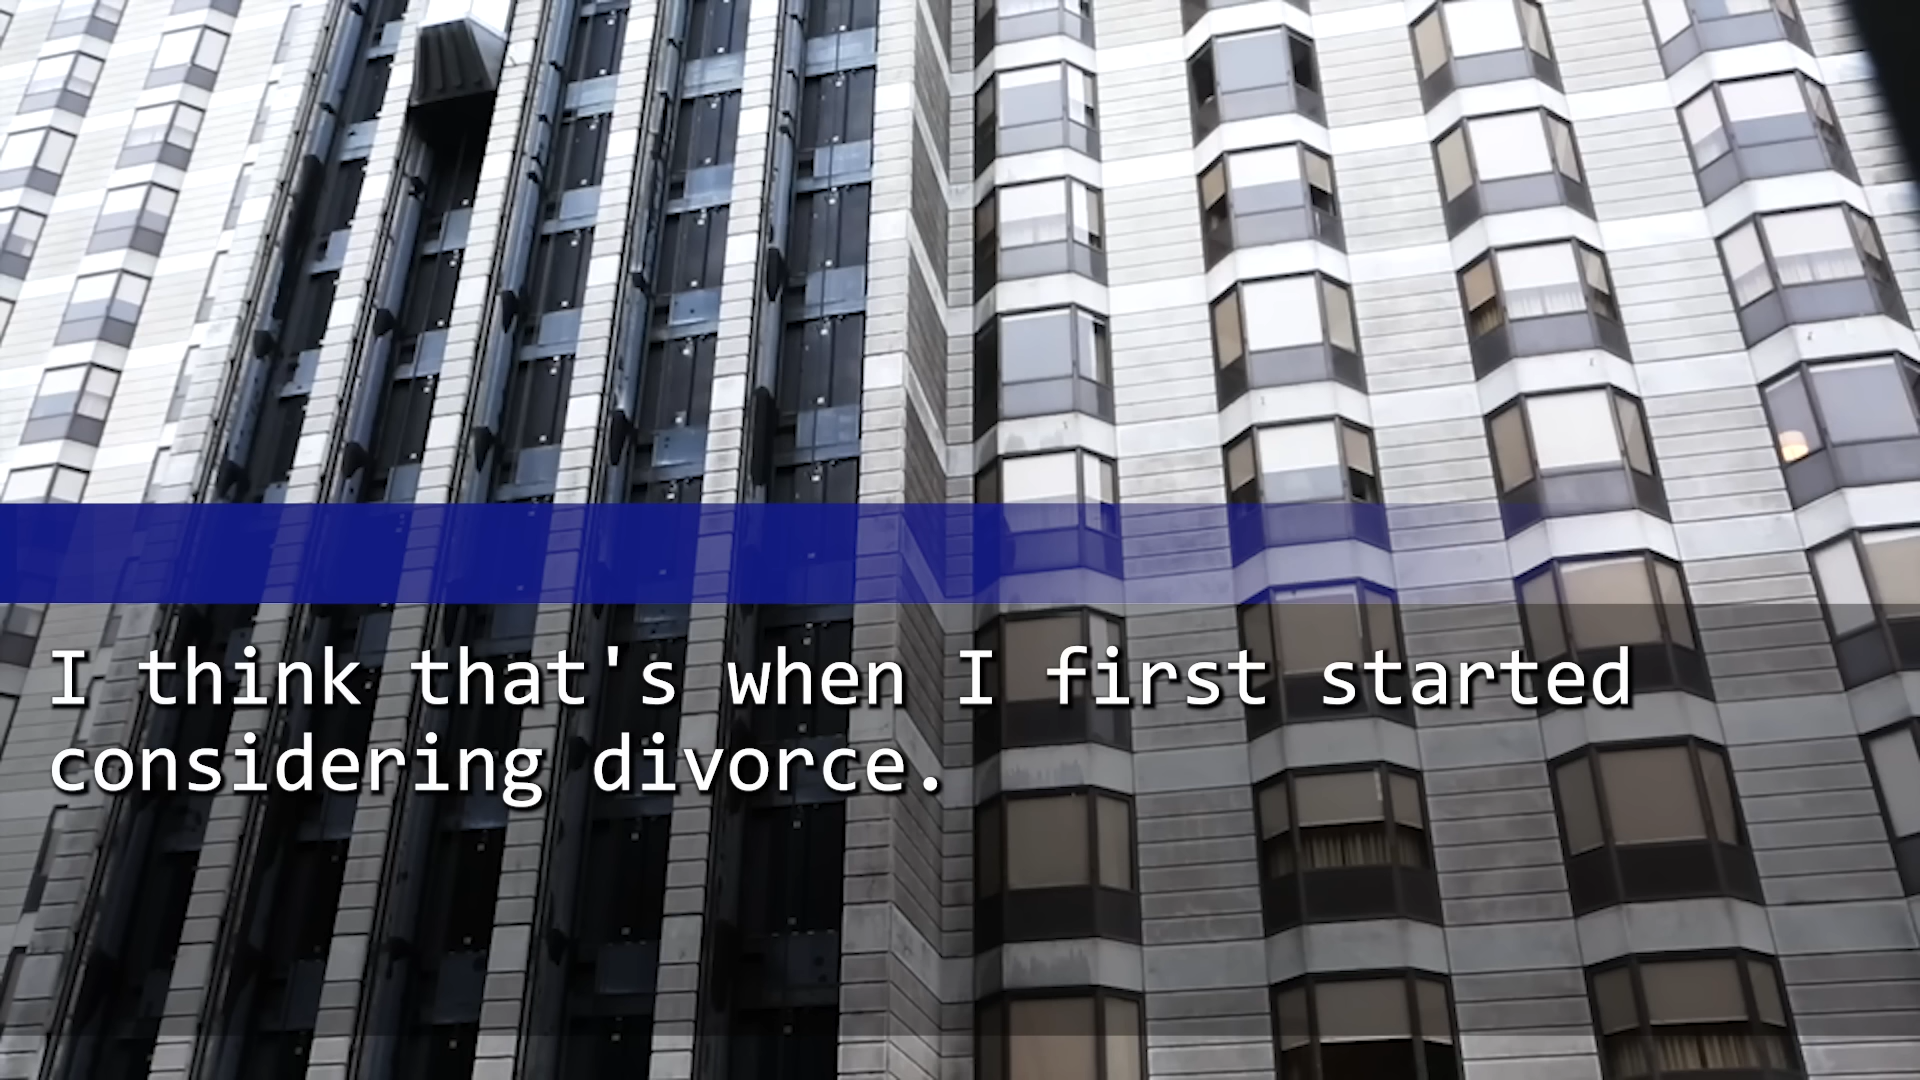 I think that's when I first started
considering divorce.